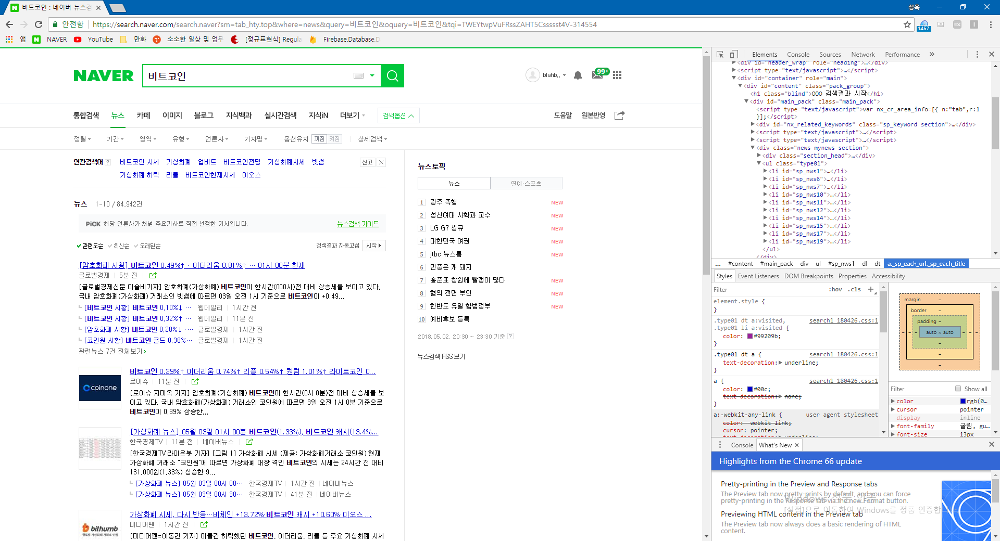 비트코인 : 네이버 뉴스검
성욱
안전함
https://search.naver.com/search.naver?sm=tab_hty.top&where=news&query=비트코인&oquery=비트코인&tqi=TWEYtwpVuFRssZAHT5Cssssst4V-314554
1457
앱
NAVER
YouTube
만화
소소한 일상 및 업무
[정규표현식] Regula
Firebase.Database.D
NAVER
비트코인
blahb..
99+
통합검색 뉴스 카페 이미지 블로그 지식백과 실시간검색 지식iN 더보기 검색옵션
도움말 원본반영
정렬 기간 영역 유형 언론사 기자명 옵션유지 꺼짐 켜짐 상세검색
연관검색어 ? 비트코인 시세 가상화폐 업비트 비트코인전망 가상화폐시세 빗썸 신고
가상화폐 하락 리플 비트코인현재시세 이오스
뉴스 1-10 / 84,942건
PiCK 해당 언론사가 채널 주요기사로 직접 선정한 기사입니다. 뉴스검색 가이드
관련도순 최신순 오래된순 검색결과 자동고침 시작
[암호화폐 시황] 비트코인 0.49%↑ · 이더리움 0.81%↑ … 01시 00분 현재
글로벌경제 5분 전
[글로벌경제신문 이슬비기자] 암호화폐(가상화폐) 비트코인이 한시간(000시)전 대비 상승세를 보이고 있다.
국내 암호화폐(가상화폐) 거래소인 빗썸에 따르면 03일 오전 1시 기준으로 비트코인이 +0.49...
[비트코인 시황] 비트코인 0.10%↓ … 웹데일리 1시간 전
[비트코인 시황] 비트코인 0.32%↑ … 웹데일리 11분 전
[암호화폐 시황] 비트코인 0.28%↓ ·… 글로벌경제 1시간 전
[코인원 시황] 비트코인 골드 0.38%… 글로벌경제 1시간 전
관련뉴스 7건 전체보기
coinone
비트코인 0.39%↑ 이더리움 0.74%↑ 리플 0.54%↑ 퀀텀 1.01%↑ 라이트코인 0...
로이슈 11분 전
[로이슈 지미옥 기자] 암호화폐(가상화폐) 비트코인이 한시간(0시 0분)전 대비 상승세를 보
이고 있다. 국내 암호화폐(가상화폐) 거래소인 코인원에 따르면 3일 오전 1시 0분 기준으로
비트코인이 0.39% 상승한...
[가상화폐 뉴스] 05월 03일 01시 00분 비트코인(1.33%), 비트코인 캐시(13.4%...
한국경제TV 11분 전 네이버뉴스
[한국경제TV 라이온봇 기자] [그림 1] 가상화폐 시세 (제공: 가상화폐거래소 코인원) 현재
가상화폐 거래소 "코인원"에 따르면 가상화폐 대장 격인 비트코인의 시세는 24시간 전 대비
131,000원(1.33%) 상승한 9...
[가상화폐 뉴스] 05월 03일 00시 00… 한국경제TV 1시간 전 네이버뉴스
[가상화폐 뉴스] 05월 03일 00시 30… 한국경제TV 41분 전 네이버뉴스
bithumb
글로벌 가상화폐 거래소 빗썸
가상화폐 시세, 다시 반등…비체인 +13.72%·비트코인 캐시 +10.60%·이오스 ...
미디어펜 1시간 전
[미디어펜=이동건 기자] 이틀간 하락했던 비트코인, 이더리움, 리플 등 주요 가상화폐 시세
뉴스토픽
뉴스 연예·스포츠
1 광주 폭행 NEW
2 성신여대 사학과 교수 NEW
3 LG G7 씽큐 NEW
4 대한민국 여권 NEW
5 jtbc 뉴스룸 NEW
6 민중은 개 돼지
7 홍준표 창원에 빨갱이 많다 NEW
8 혐의 전면 부인 NEW
9 한반도 유일 합법정부 NEW
10 예비후보 등록
2018.05.02. 20:30 ~ 23:30 기준 ?
뉴스검색 RSS 보기
Elements Console Sources Network Performance »
<div id="header_wrap" role="heading">…</div>
<script type="text/javascript">…</script>
<div id="container" role="main">
<div id="content" class="pack_group">
<h1 class="blind">OOO 검색결과 시작</h1>
<div id="main_pack" class="main_pack">
<script type="text/javascript">var nx_cr_area_info=[{ n:"tab",r:1
}];</script>
<div id="nx_related_keywords" class="sp_keyword section">…</div>
<script type="text/javascript">…</script>
<script type="text/javascript">…</script>
<div class="news mynews section">
<div class="section_head">…</div>
<ul class="type01">
<li id="sp_nws1">…</li>
<li id="sp_nws6">…</li>
<li id="sp_nws7">…</li>
<li id="sp_nws10">…</li>
<li id="sp_nws11">…</li>
<li id="sp_nws12">…</li>
<li id="sp_nws14">…</li>
<li id="sp_nws15">…</li>
<li id="sp_nws17">…</li>
<li id="sp_nws19">…</li>
</ul>
</div>
... #content #main_pack div ul #sp_nws1 dl dt a._sp_each_url._sp_each_title
Styles Event Listeners DOM Breakpoints Properties Accessibility
Filter :hov .cls +
element.style {
}
.type01 dt a:visited, search1_180426.css:1
.type01 li a:visited {
color: #99209b;
}
.type01 dt a { search1_180426.css:1
text-decoration: underline;
}
a { search1_180426.css:1
color: #00c;
text-decoration: none;
}
a:-webkit-any-link { user agent stylesheet
color: -webkit-link;
cursor: pointer;
text-decoration: underline;
margin –
border –
padding –
– – – auto × auto – – –
–
–
–
Filter Show all
color rgb(0…
cursor pointer
display inline
font-family 굴림, gu…
font-size 13px
Console What's New
Highlights from the Chrome 66 update
Pretty-printing in the Preview and Response tabs
The Preview tab now pretty-prints by default, and you can force
pretty-printing in the Response tab via the new Format button.
Previewing HTML content in the Preview tab
The Preview tab now always does a basic rendering of HTML
content.
Windows 정품 인증
[설정]으로 이동하여 Windows를 정품 인증합니다.